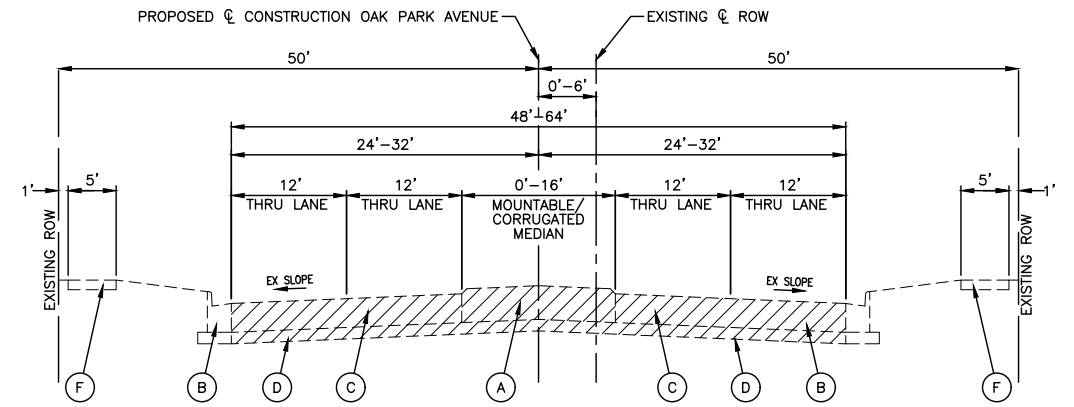 PROPOSED ℄ CONSTRUCTION OAK PARK AVENUE
EXISTING ℄ ROW
50' 50'
0'-6'
48'-64'
24'-32' 24'-32'
1' 5' 12' 12' 0'-16' 12' 12' 5' 1'
THRU LANE THRU LANE MOUNTABLE/ THRU LANE THRU LANE
CORRUGATED
MEDIAN
EXISTING ROW
EX SLOPE EX SLOPE
EXISTING ROW
F B D C A C D B F